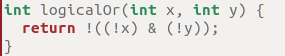 int logicalOr(int x, int y) {
  return !((!x) & (!y));
}